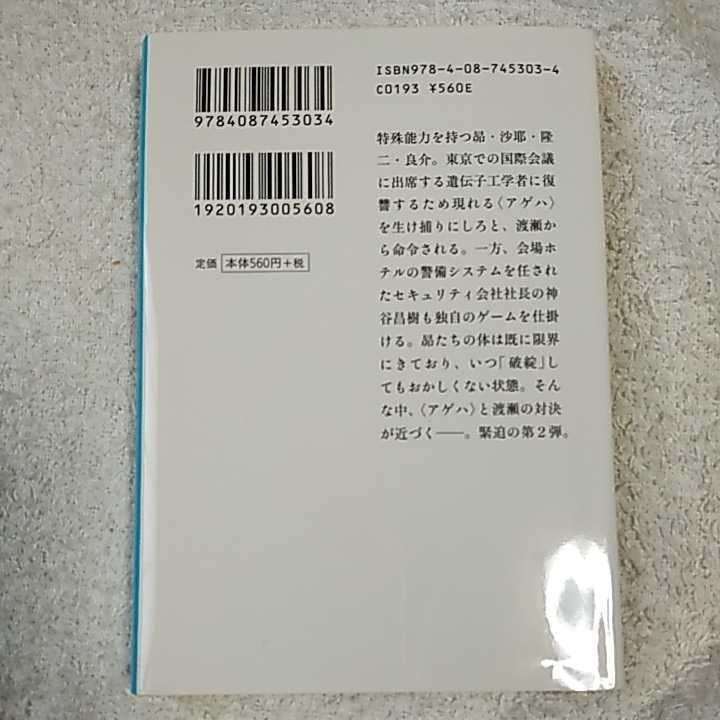 ISBN978-4-08-745303-4
C0193 ¥560E
9784087453034
1920193005608
定価 本体560円+税
特殊能力を持つ昴・沙耶・隆
二・良介。東京での国際会議
に出席する遺伝子工学者に復
讐するため現れる〈アゲハ〉
を生け捕りにしろと、渡瀬か
ら命令される。一方、会場ホ
テルの警備システムを任され
たセキュリティ会社社長の神
谷昌樹も独自のゲームを仕掛
ける。昴たちの体は既に限界
にきており、いつ「破綻」し
てもおかしくない状態。そん
な中、〈アゲハ〉と渡瀬の対決
が近づく――。緊迫の第2弾。